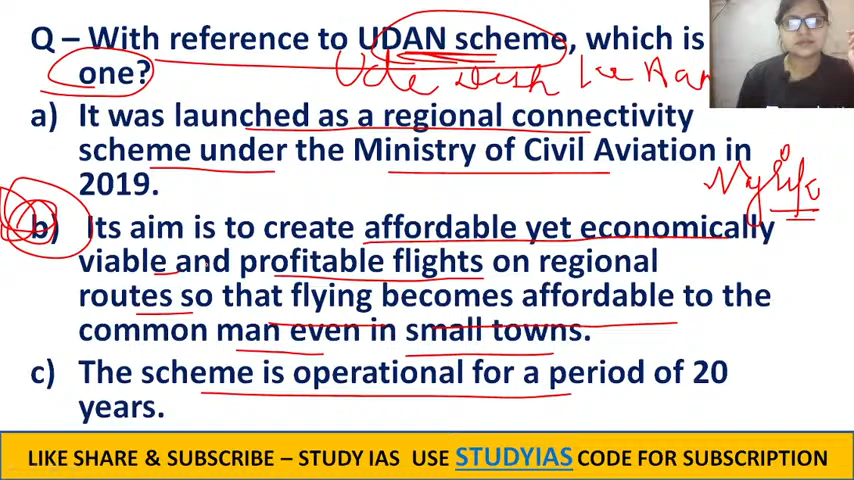 Q – With reference to UDAN scheme, which is
one?
Ude Desh ke Aam
a) It was launched as a regional connectivity
scheme under the Ministry of Civil Aviation in
2019.
b) Its aim is to create affordable yet economically
viable and profitable flights on regional
routes so that flying becomes affordable to the
common man even in small towns.
c) The scheme is operational for a period of 20
years.
LIKE SHARE & SUBSCRIBE – STUDY IAS USE STUDYIAS CODE FOR SUBSCRIPTION